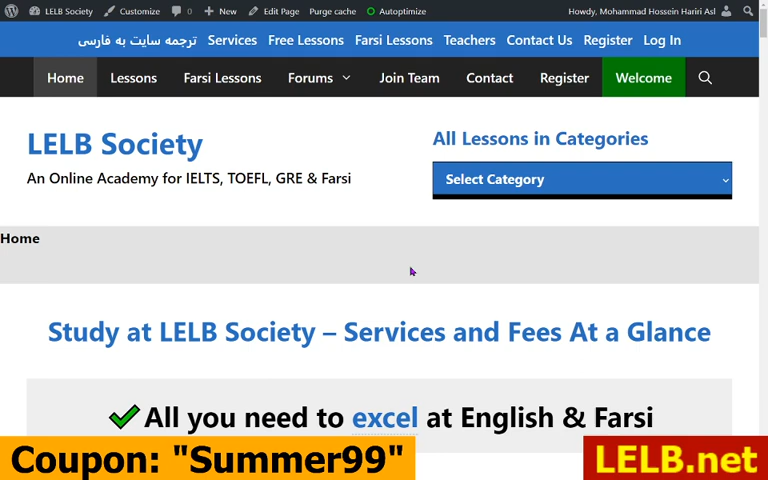 LELB Society Customize 0 New Edit Page Purge cache Autoptimize Howdy, Mohammad Hossein Hariri Asl
ترجمه سایت به فارسی Services Free Lessons Farsi Lessons Teachers Contact Us Register Log In
Home Lessons Farsi Lessons Forums Join Team Contact Register Welcome
LELB Society
An Online Academy for IELTS, TOEFL, GRE & Farsi
All Lessons in Categories
Select Category
Home
Study at LELB Society – Services and Fees At a Glance
All you need to excel at English & Farsi
Coupon: "Summer99"
LELB.net